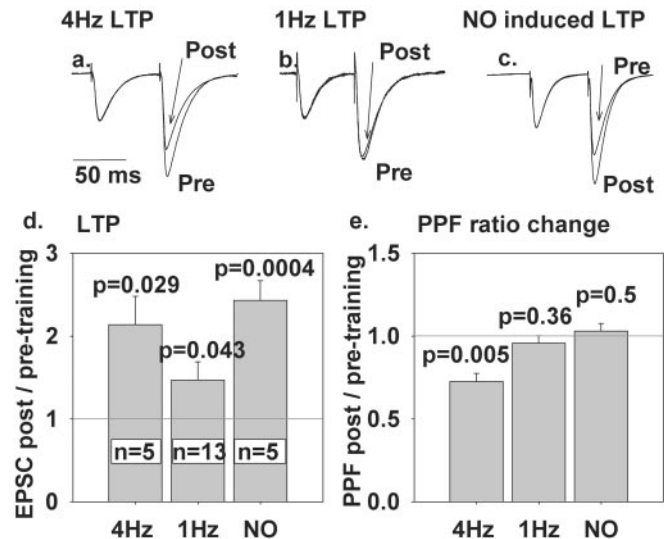 4Hz LTP 1Hz LTP NO induced LTP
a. Post b. Post c. Pre
50 ms Pre Pre Post
d. LTP
EPSC post / pre-training
3
2
1
0
p=0.029
p=0.043
p=0.0004
n=5 n=13 n=5
4Hz 1Hz NO
e. PPF ratio change
PPF post / pre-training
1.5
1.0
0.5
0.0
p=0.005
p=0.36
p=0.5
4Hz 1Hz NO